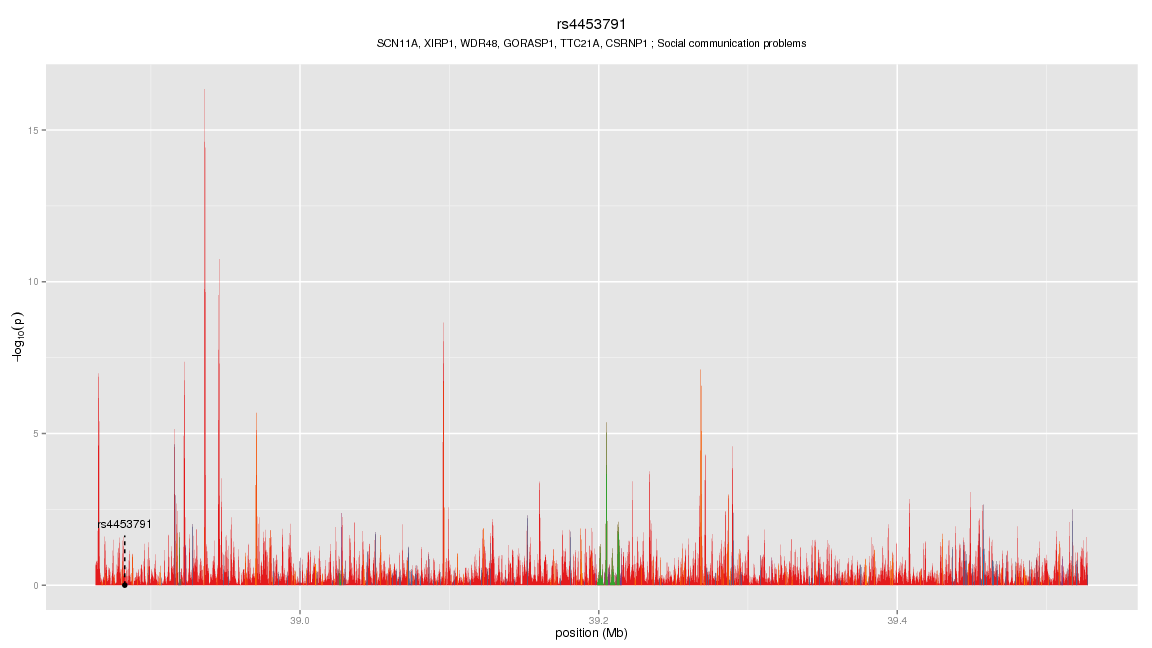 rs4453791
SCN11A, XIRP1, WDR48, GORASP1, TTC21A, CSRNP1 ; Social communication problems
15
10
5
0
−log10(p)
rs4453791
39.0
39.2
39.4
position (Mb)